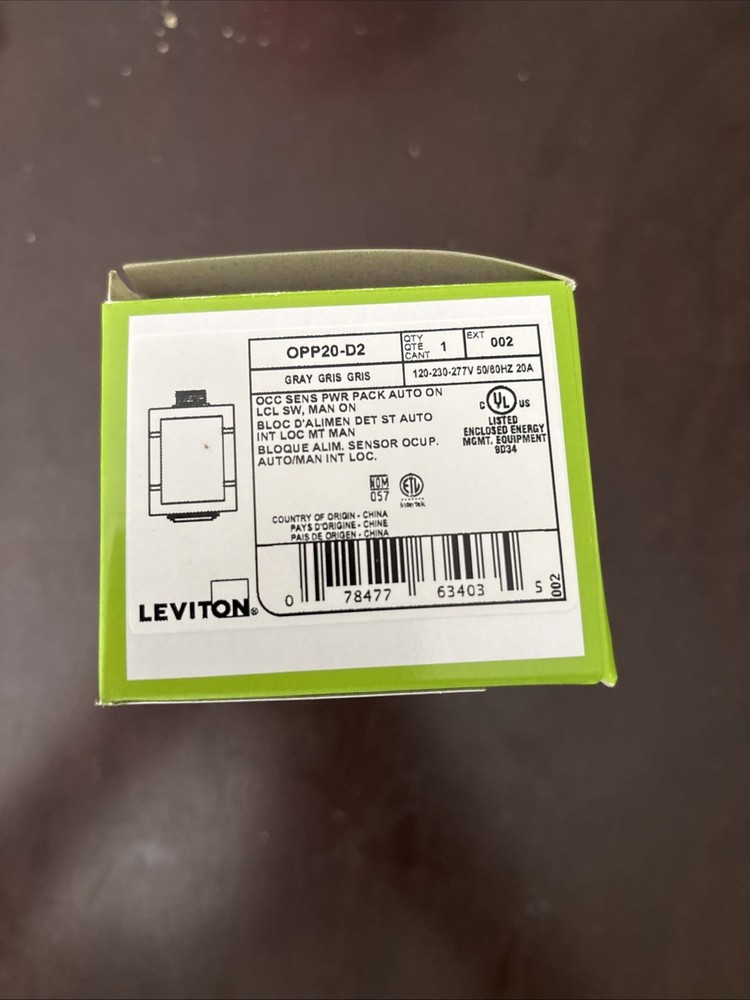 OPP20-D2
QTY
QTE
CANT
1
EXT
002
GRAY GRIS GRIS
120-230-277V 50/60HZ 20A
OCC SENS PWR PACK AUTO ON
LCL SW, MAN ON
BLOC D'ALIMEN DET ST AUTO
INT LOC MT MAN
BLOQUE ALIM. SENSOR OCUP.
AUTO/MAN INT LOC.
C UL US
LISTED
ENCLOSED ENERGY
MGMT. EQUIPMENT
9D34
NOM
057
ETL
Intertek
COUNTRY OF ORIGIN - CHINA
PAYS D'ORIGINE - CHINE
PAIS DE ORIGEN - CHINA
0 78477 63403 5
002
LEVITON®